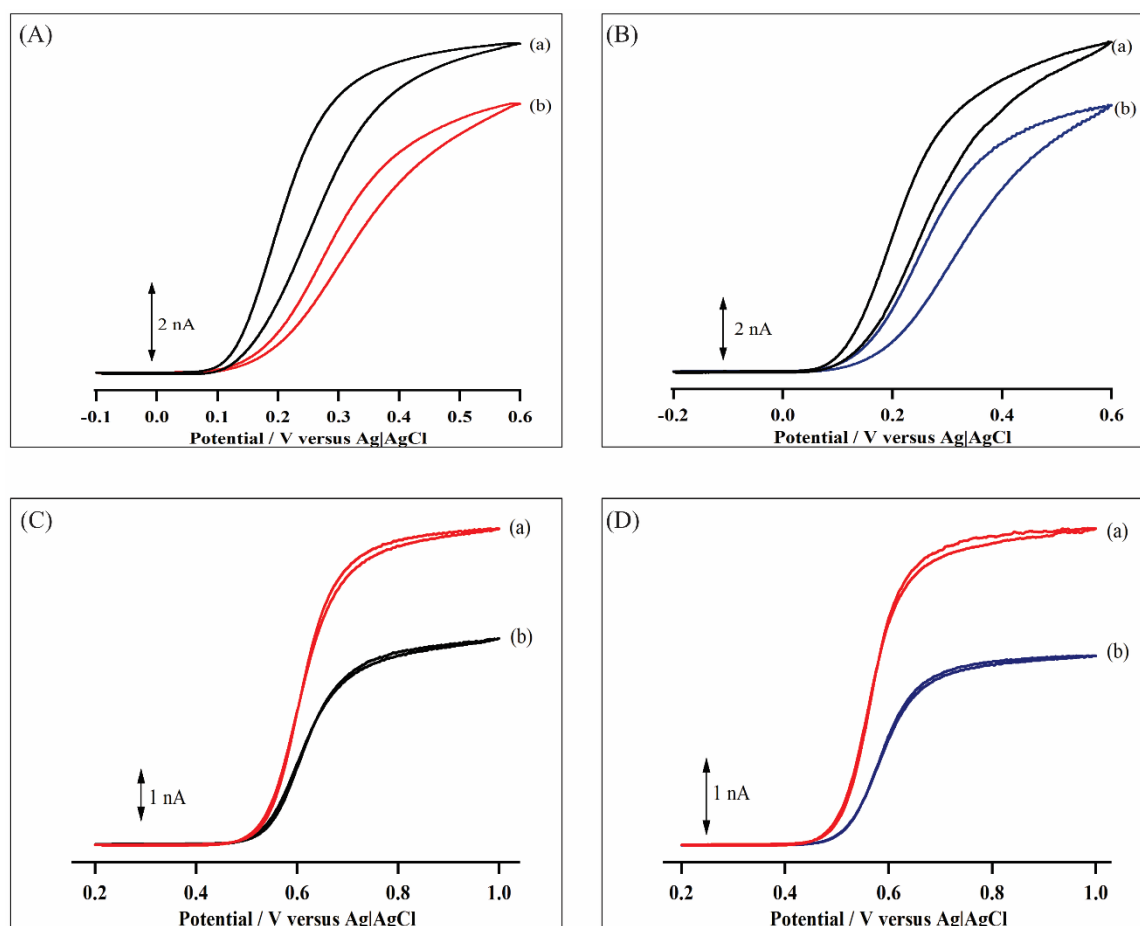 (A)
(a)
(b)
2 nA
-0.1 0.0 0.1 0.2 0.3 0.4 0.5 0.6
Potential / V versus Ag|AgCl
(B)
(a)
(b)
2 nA
-0.2 0.0 0.2 0.4 0.6
Potential / V versus Ag|AgCl
(C)
(a)
(b)
1 nA
0.2 0.4 0.6 0.8 1.0
Potential / V versus Ag|AgCl
(D)
(a)
(b)
1 nA
0.2 0.4 0.6 0.8 1.0
Potential / V versus Ag|AgCl